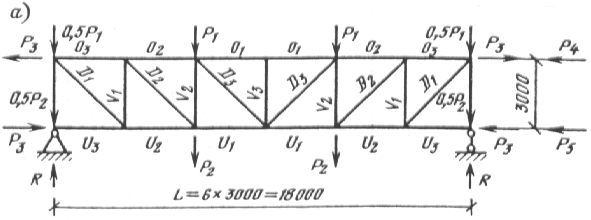 а)
0,5P₁ P₁ P₁ 0,5P₁
P₃ O₃ O₂ O₁ O₁ O₂ O₃ P₃ P₄
D₁ D₂ D₃ D₃ D₂ D₁
0,5P₂ V₁ V₂ V₃ V₂ V₁ 0,5P₂ 3000
P₃ U₃ U₂ U₁ U₁ U₂ U₃ P₃ P₅
P₂ P₂
R R
L = 6 × 3000 = 18000